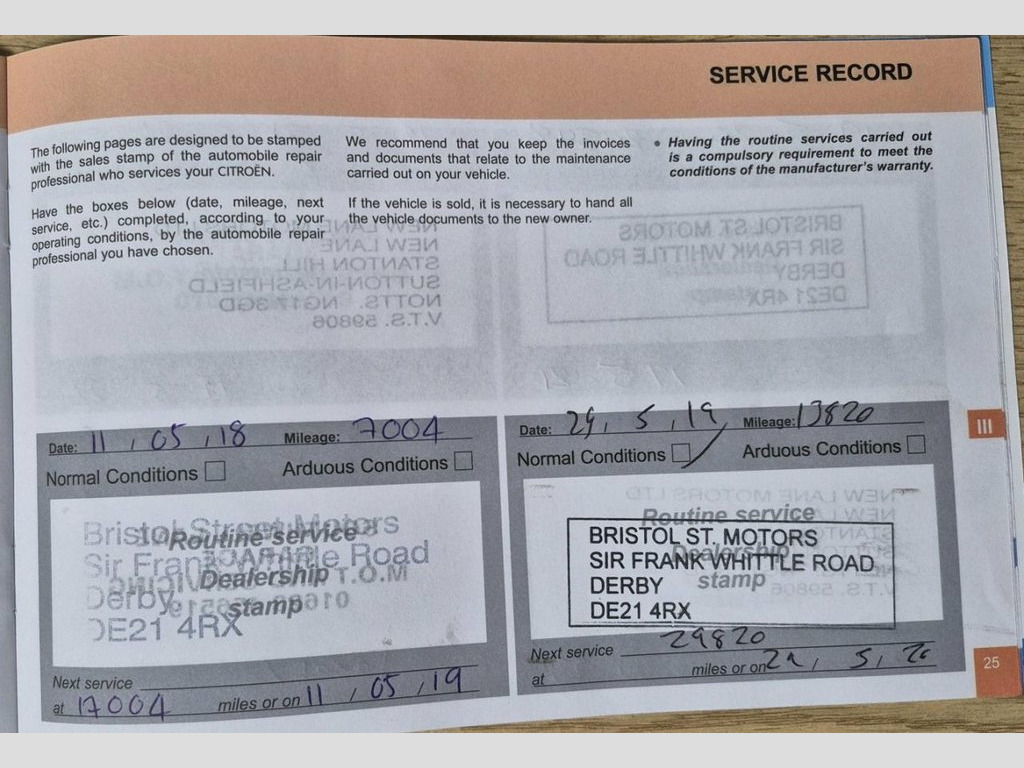 SERVICE RECORD
The following pages are designed to be stamped
with the sales stamp of the automobile repair
professional who services your CITROËN.
Have the boxes below (date, mileage, next
service, etc.) completed, according to your
operating conditions, by the automobile repair
professional you have chosen.
We recommend that you keep the invoices
and documents that relate to the maintenance
carried out on your vehicle.
If the vehicle is sold, it is necessary to hand all
the vehicle documents to the new owner.
• Having the routine services carried out
is a compulsory requirement to meet the
conditions of the manufacturer's warranty.
Date: 11 , 05 , 18 Mileage: 7004
Normal Conditions Arduous Conditions
Bristol Street Motors
Routine service
Sir Frank Whittle Road
Dealership
Derby
stamp
DE21 4RX
Next service
at 17004 miles or on 11 , 05 , 19
Date: 29 , 5 , 19 Mileage: 13820
Normal Conditions Arduous Conditions
Routine service
BRISTOL ST. MOTORS
Dealership
SIR FRANK WHITTLE ROAD
stamp
DERBY
DE21 4RX
Next service 29820
at miles or on 29 , 5 , 20
III
25